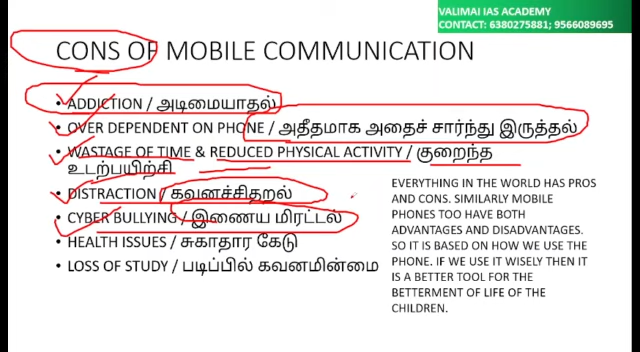 VALIMAI IAS ACADEMY
CONTACT: 6380275881; 9566089695
CONS OF MOBILE COMMUNICATION
• ADDICTION / அடிமையாதல்
• OVER DEPENDENT ON PHONE / அதீதமாக அதைச் சார்ந்து இருத்தல்
• WASTAGE OF TIME & REDUCED PHYSICAL ACTIVITY / குறைந்த
உடற்பயிற்சி
• DISTRACTION / கவனச்சிதறல்
• CYBER BULLYING / இணைய மிரட்டல்
• HEALTH ISSUES / சுகாதார கேடு
• LOSS OF STUDY / படிப்பில் கவனமின்மை
EVERYTHING IN THE WORLD HAS PROS
AND CONS. SIMILARLY MOBILE
PHONES TOO HAVE BOTH
ADVANTAGES AND DISADVANTAGES.
SO IT IS BASED ON HOW WE USE THE
PHONE. IF WE USE IT WISELY THEN IT
IS A BETTER TOOL FOR THE
BETTERMENT OF LIFE OF THE
CHILDREN.